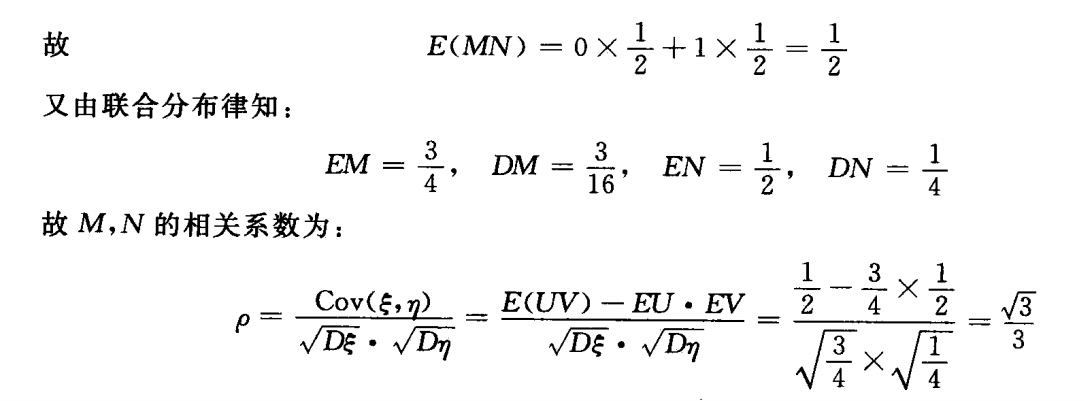 故 E(MN) = 0 × 1/2 + 1 × 1/2 = 1/2
又由联合分布律知：
EM = 3/4， DM = 3/16， EN = 1/2， DN = 1/4
故 M,N 的相关系数为：
ρ = Cov(ξ,η) / (√Dξ · √Dη) = (E(UV) − EU · EV) / (√Dξ · √Dη) = (1/2 − 3/4 × 1/2) / (√(3/4) × √(1/4)) = √3/3